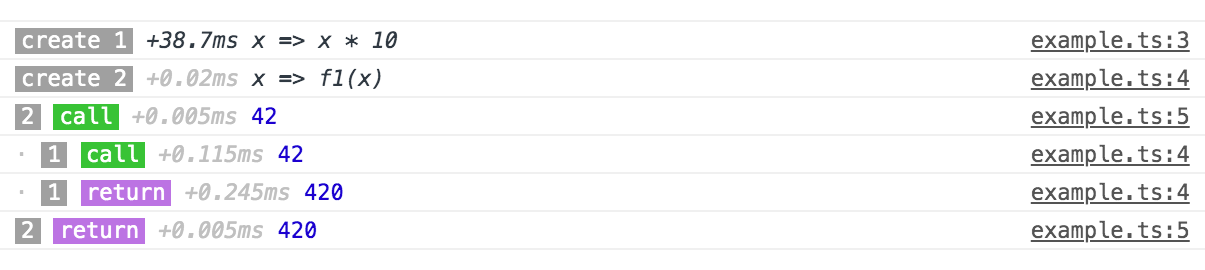 create 1 +38.7ms x => x * 10 example.ts:3
create 2 +0.02ms x => f1(x) example.ts:4
2 call +0.005ms 42 example.ts:5
· 1 call +0.115ms 42 example.ts:4
· 1 return +0.245ms 420 example.ts:4
2 return +0.005ms 420 example.ts:5